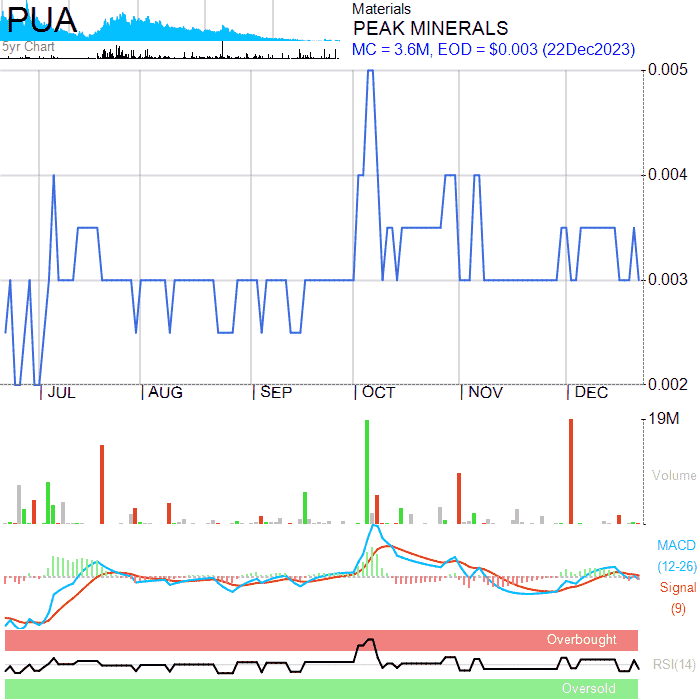 PUA
5yr Chart
Materials
PEAK MINERALS
MC = 3.6M, EOD = $0.003 (22Dec2023)
0.005
0.004
0.003
0.002
JUL AUG SEP OCT NOV DEC
19M
Volume
MACD
(12-26)
Signal
(9)
Overbought
RSI(14)
Oversold